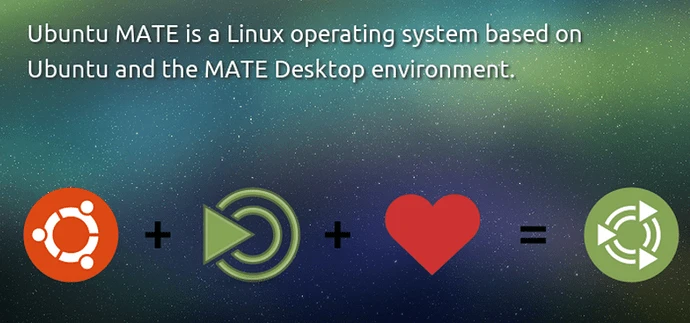 Ubuntu MATE is a Linux operating system based on
Ubuntu and the MATE Desktop environment.
+ + =